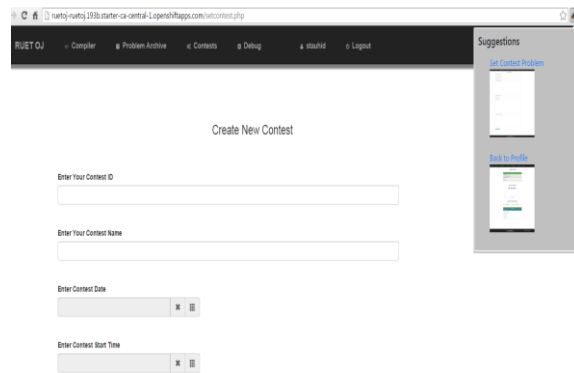 ruetoj-ruetoj.193b.starter-ca-central-1.openshiftapps.com/setcontest.php
RUET OJ Compiler Problem Archive Contests Debug stauhid Logout
Suggestions
Set Contest Problem
Back to Profile
Create New Contest
Enter Your Contest ID
Enter Your Contest Name
Enter Contest Date
Enter Contest Start Time